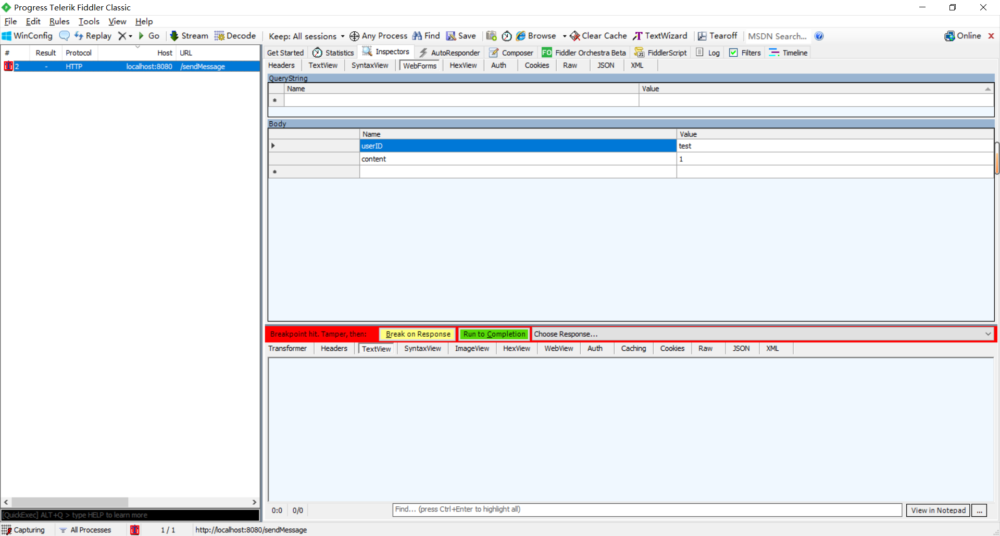 Progress Telerik Fiddler Classic
File Edit Rules Tools View Help
WinConfig Replay Go Stream Decode Keep: All sessions Any Process Find Save Browse Clear Cache TextWizard Tearoff MSDN Search... Online
# Result Protocol Host URL
2 - HTTP localhost:8080 /sendMessage
Get Started Statistics Inspectors AutoResponder Composer FO Fiddler Orchestra Beta FiddlerScript Log Filters Timeline
Headers TextView SyntaxView WebForms HexView Auth Cookies Raw JSON XML
QueryString
Name Value
*
Body
Name Value
userID test
content 1
*
Breakpoint hit. Tamper, then: Break on Response Run to Completion Choose Response...
Transformer Headers TextView SyntaxView ImageView HexView WebView Auth Caching Cookies Raw JSON XML
0:0 0/0 Find... (press Ctrl+Enter to highlight all) View in Notepad ...
[QuickExec] ALT+Q > type HELP to learn more
Capturing All Processes 1 / 1 http://localhost:8080/sendMessage